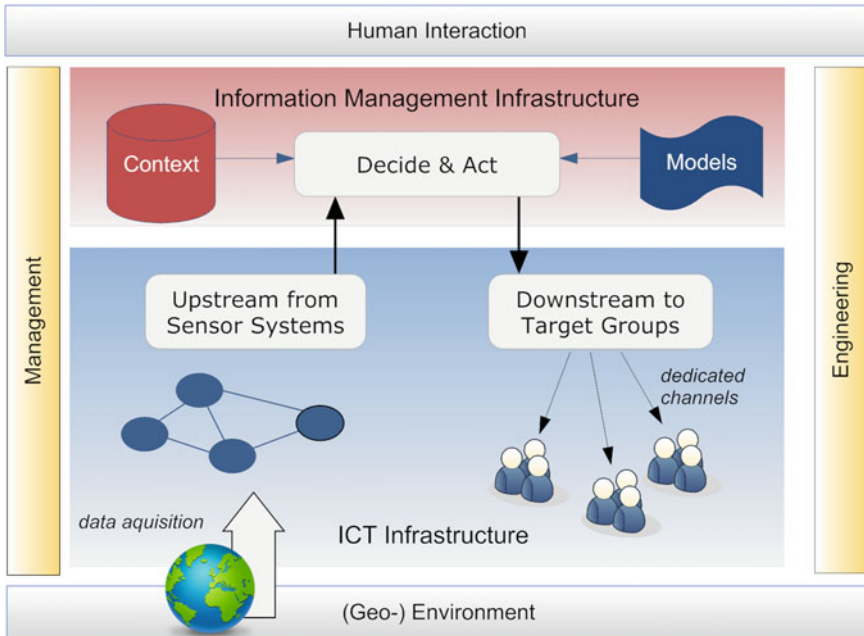 Human Interaction
Management
Information Management Infrastructure
Context
Decide & Act
Models
Upstream from
Sensor Systems
Downstream to
Target Groups
dedicated
channels
data aquisition
ICT Infrastructure
Engineering
(Geo-) Environment